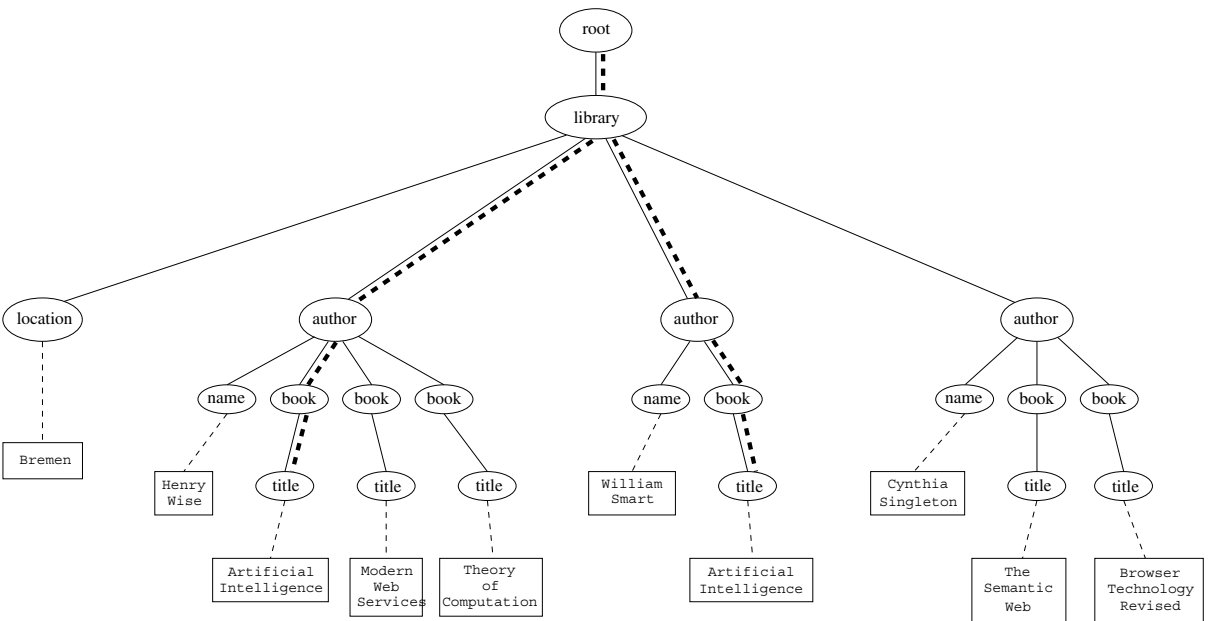 root
library
location
author
author
author
name
book
book
book
name
book
name
book
book
Bremen
Henry
Wise
title
title
title
William
Smart
title
Cynthia
Singleton
title
title
Artificial
Intelligence
Modern
Web
Services
Theory
of
Computation
Artificial
Intelligence
The
Semantic
Web
Browser
Technology
Revised